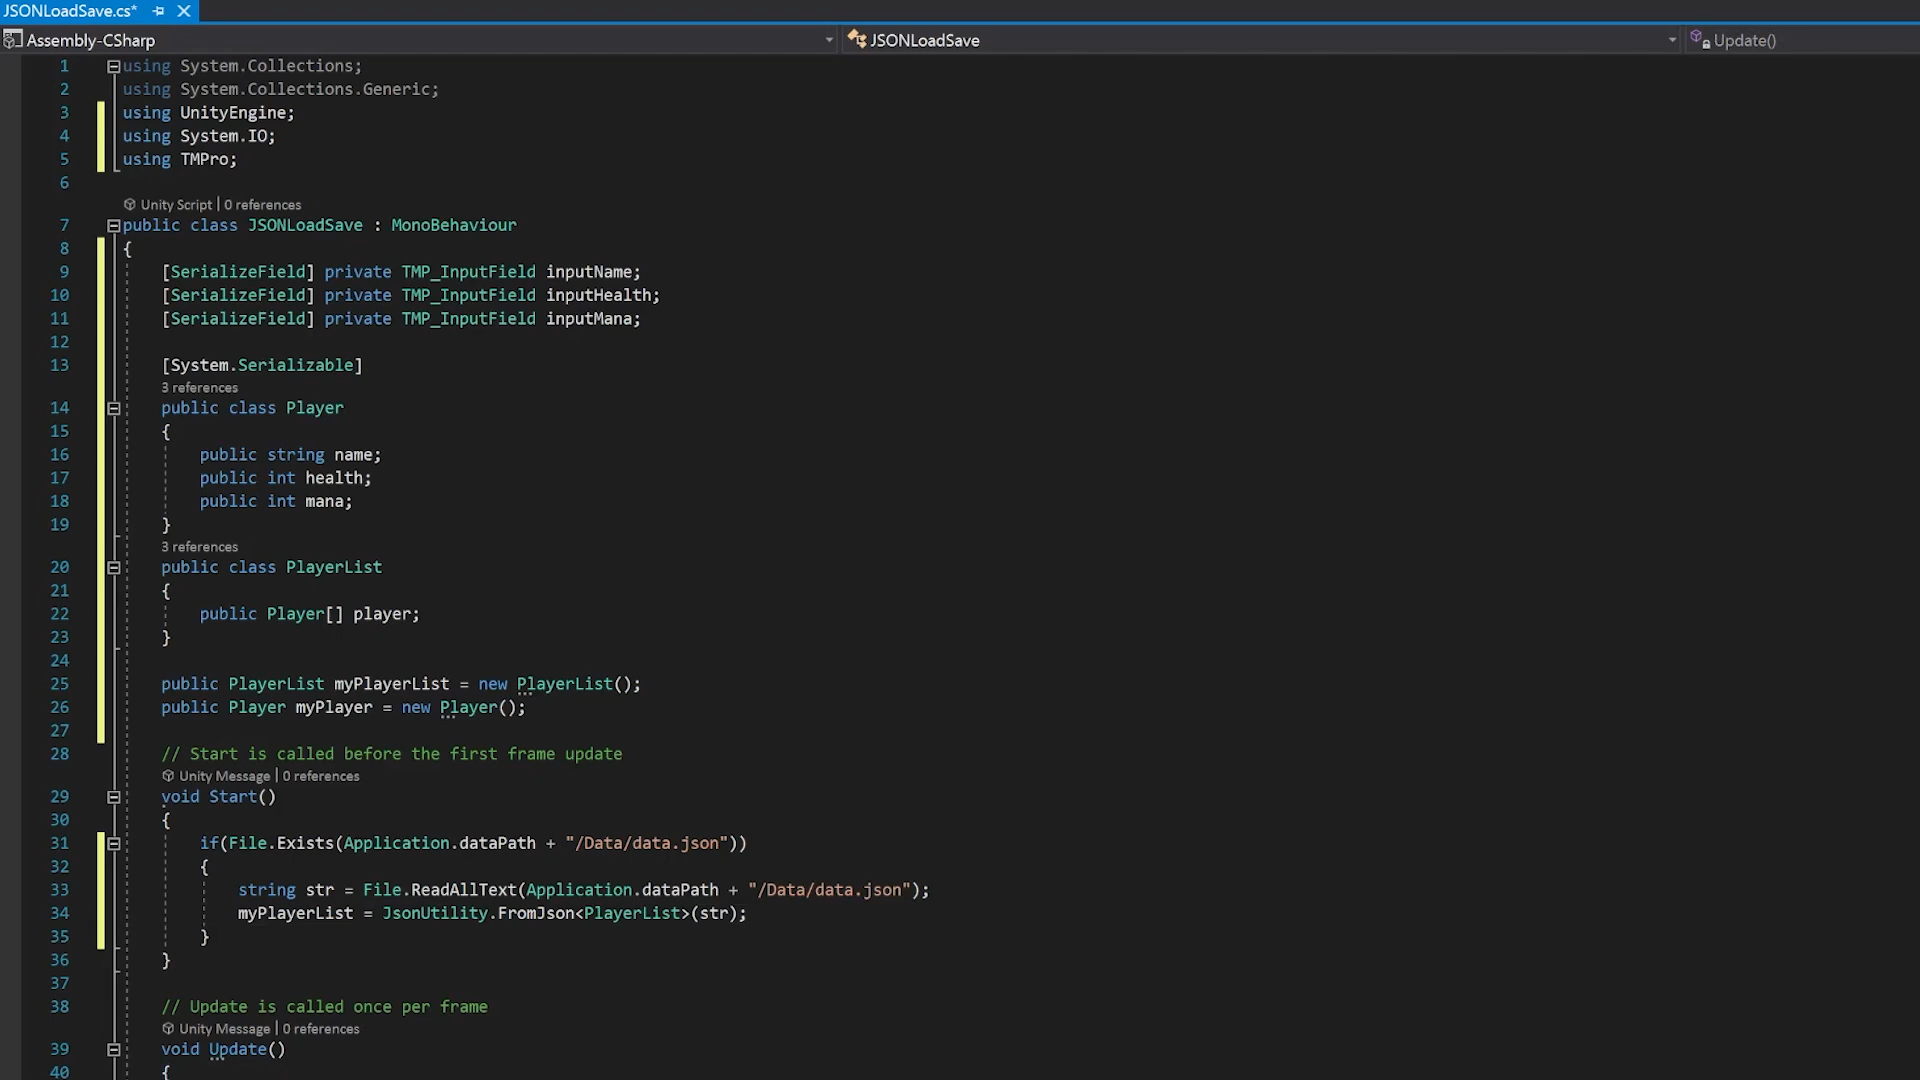 JSONLoadSave.cs*
Assembly-CSharp JSONLoadSave Update()
1 using System.Collections;
2 using System.Collections.Generic;
3 using UnityEngine;
4 using System.IO;
5 using TMPro;
6
Unity Script | 0 references
7 public class JSONLoadSave : MonoBehaviour
8 {
9 [SerializeField] private TMP_InputField inputName;
10 [SerializeField] private TMP_InputField inputHealth;
11 [SerializeField] private TMP_InputField inputMana;
12
13 [System.Serializable]
3 references
14 public class Player
15 {
16 public string name;
17 public int health;
18 public int mana;
19 }
3 references
20 public class PlayerList
21 {
22 public Player[] player;
23 }
24
25 public PlayerList myPlayerList = new PlayerList();
26 public Player myPlayer = new Player();
27
28 // Start is called before the first frame update
Unity Message | 0 references
29 void Start()
30 {
31 if(File.Exists(Application.dataPath + "/Data/data.json"))
32 {
33 string str = File.ReadAllText(Application.dataPath + "/Data/data.json");
34 myPlayerList = JsonUtility.FromJson<PlayerList>(str);
35 }
36 }
37
38 // Update is called once per frame
Unity Message | 0 references
39 void Update()
40 {